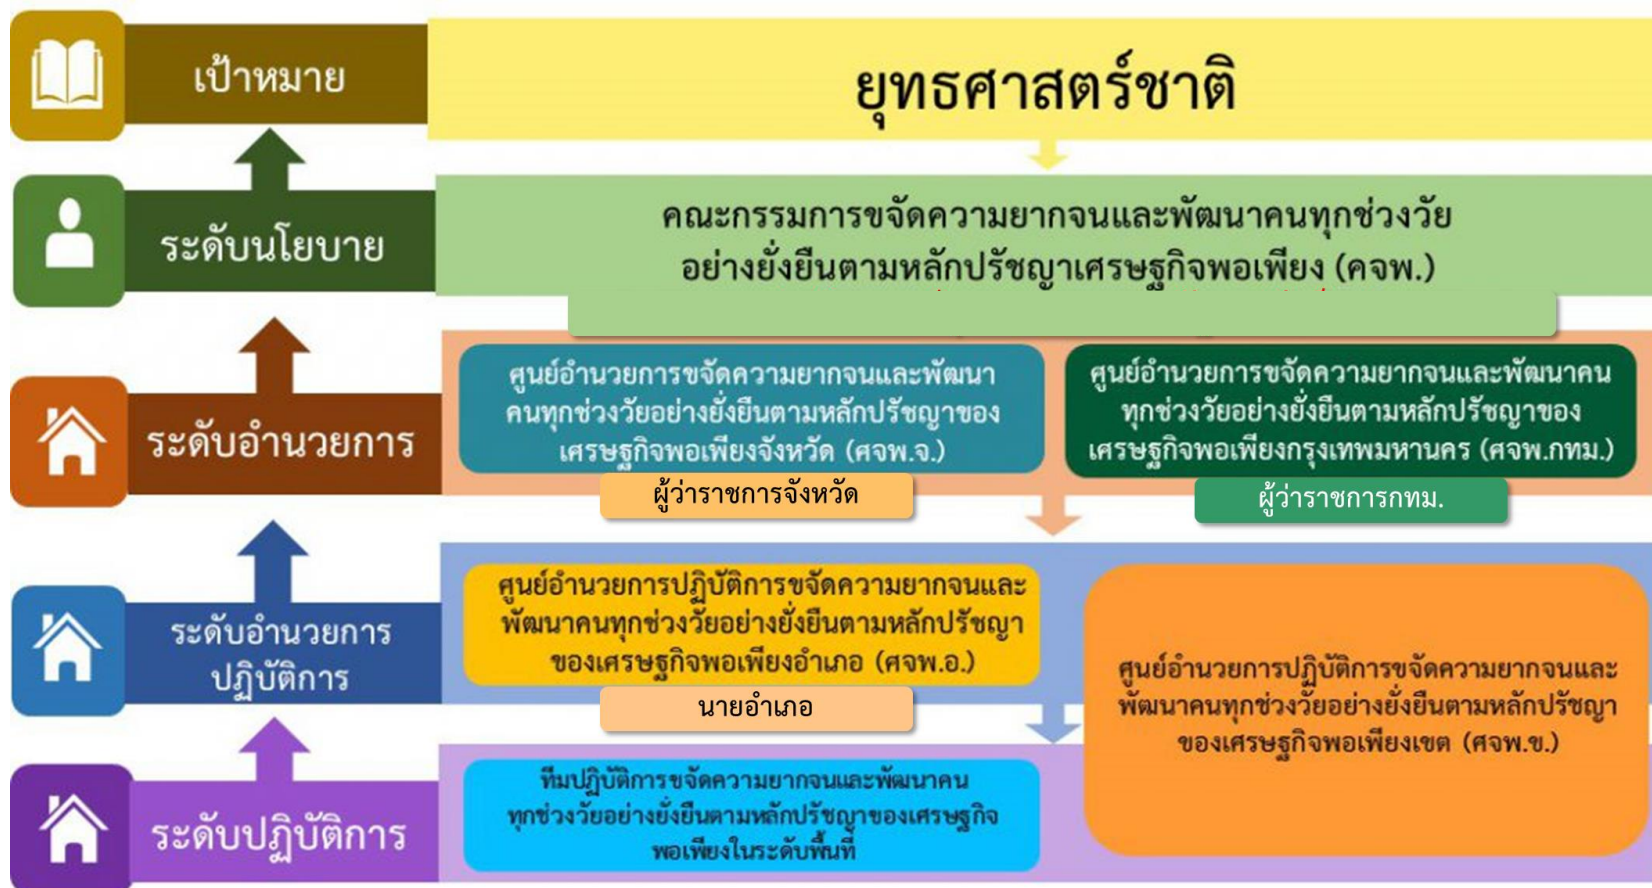 เป้าหมาย
ยุทธศาสตร์ชาติ
ระดับนโยบาย
คณะกรรมการขจัดความยากจนและพัฒนาคนทุกช่วงวัย
อย่างยั่งยืนตามหลักปรัชญาเศรษฐกิจพอเพียง (คจพ.)
ระดับอำนวยการ
ศูนย์อำนวยการขจัดความยากจนและพัฒนา
คนทุกช่วงวัยอย่างยั่งยืนตามหลักปรัชญาของ
เศรษฐกิจพอเพียงจังหวัด (ศจพ.จ.)
ผู้ว่าราชการจังหวัด
ศูนย์อำนวยการขจัดความยากจนและพัฒนาคน
ทุกช่วงวัยอย่างยั่งยืนตามหลักปรัชญาของ
เศรษฐกิจพอเพียงกรุงเทพมหานคร (ศจพ.กทม.)
ผู้ว่าราชการกทม.
ระดับอำนวยการ
ปฏิบัติการ
ศูนย์อำนวยการปฏิบัติการขจัดความยากจนและ
พัฒนาคนทุกช่วงวัยอย่างยั่งยืนตามหลักปรัชญา
ของเศรษฐกิจพอเพียงอำเภอ (ศจพ.อ.)
นายอำเภอ
ศูนย์อำนวยการปฏิบัติการขจัดความยากจนและ
พัฒนาคนทุกช่วงวัยอย่างยั่งยืนตามหลักปรัชญา
ของเศรษฐกิจพอเพียงเขต (ศจพ.ข.)
ระดับปฏิบัติการ
ทีมปฏิบัติการขจัดความยากจนและพัฒนาคน
ทุกช่วงวัยอย่างยั่งยืนตามหลักปรัชญาของเศรษฐกิจ
พอเพียงในระดับพื้นที่